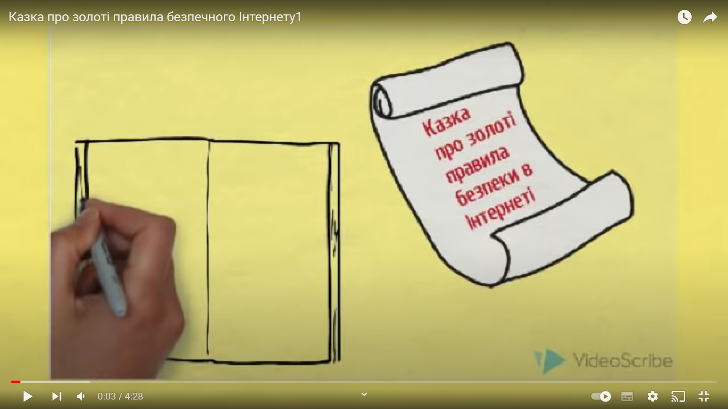 Казка про золоті правила безпечного Інтернету1
Казка
про золоті
правила
безпеки в
Інтернеті
VideoScribe
0:03 / 4:28